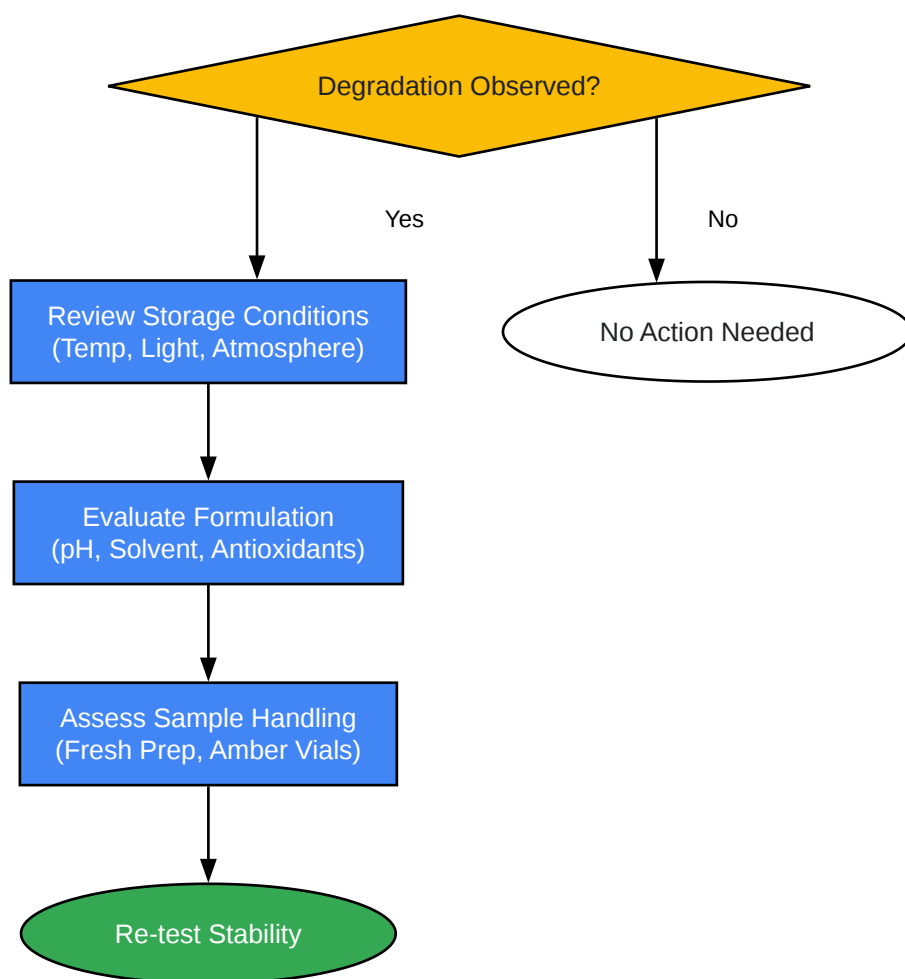 Degradation Observed?
Yes
No
Review Storage Conditions
(Temp, Light, Atmosphere)
No Action Needed
Evaluate Formulation
(pH, Solvent, Antioxidants)
Assess Sample Handling
(Fresh Prep, Amber Vials)
Re-test Stability